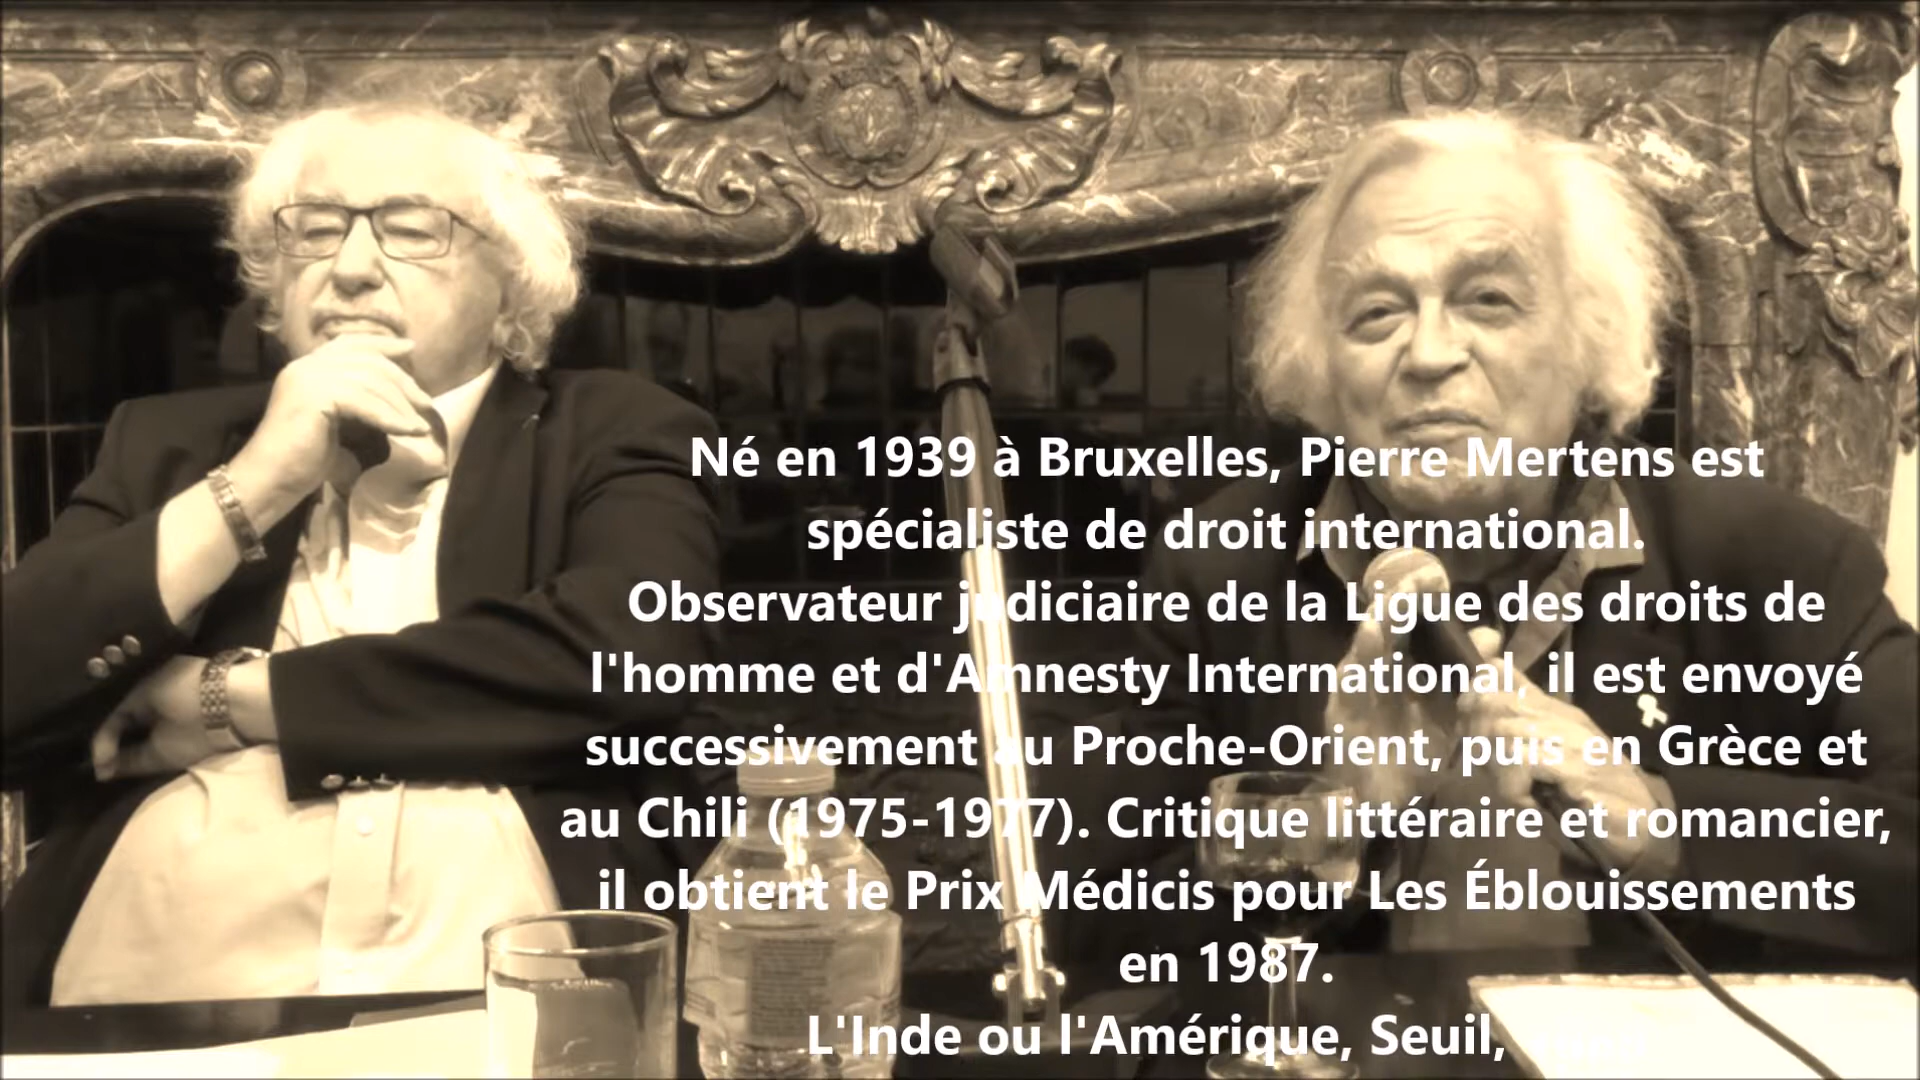 Né en 1939 à Bruxelles, Pierre Mertens est
spécialiste de droit international.
Observateur judiciaire de la Ligue des droits de
l'homme et d'Amnesty International, il est envoyé
successivement au Proche-Orient, puis en Grèce et
au Chili (1975-1977). Critique littéraire et romancier,
il obtient le Prix Médicis pour Les Éblouissements
en 1987.
L'Inde ou l'Amérique, Seuil,